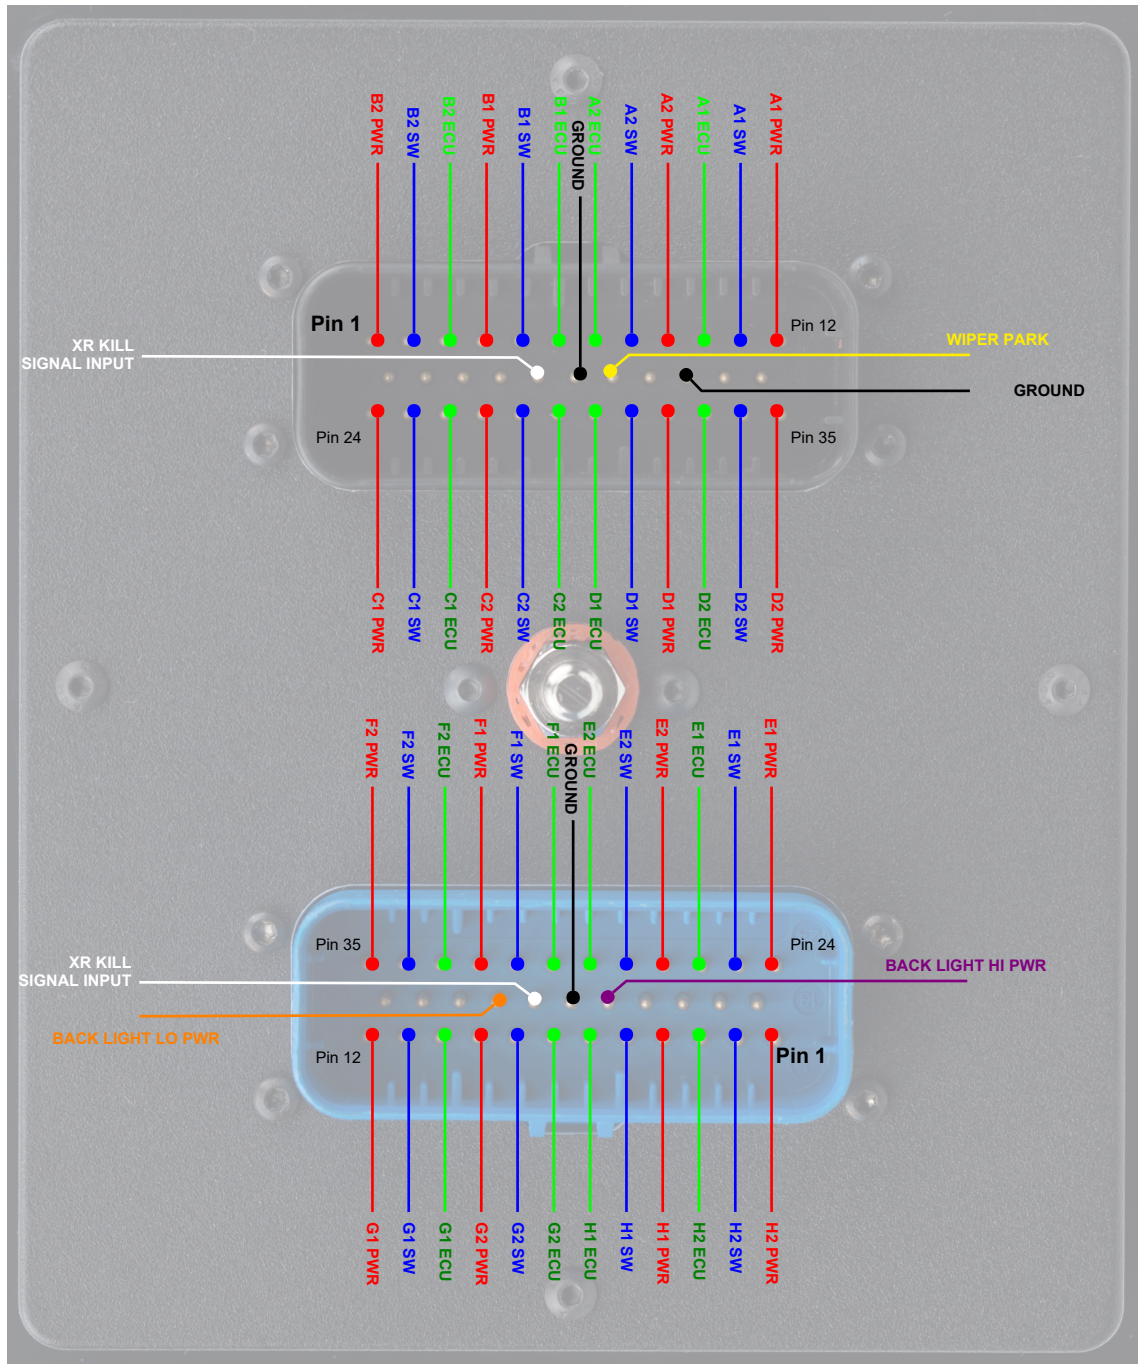 B2 PWR
B2 SW
B2 ECU
B1 PWR
B1 SW
B1 ECU
GROUND
A2 ECU
A2 SW
A2 PWR
A1 ECU
A1 SW
A1 PWR
Pin 1
Pin 12
XR KILL
SIGNAL INPUT
WIPER PARK
GROUND
Pin 24
Pin 35
C1 PWR
C1 SW
C1 ECU
C2 PWR
C2 SW
C2 ECU
D1 ECU
D1 SW
D1 PWR
D2 ECU
D2 SW
D2 PWR
F2 PWR
F2 SW
F2 ECU
F1 PWR
F1 SW
F1 ECU
GROUND
E2 ECU
E2 SW
E2 PWR
E1 ECU
E1 SW
E1 PWR
Pin 35
Pin 24
XR KILL
SIGNAL INPUT
BACK LIGHT HI PWR
BACK LIGHT LO PWR
Pin 12
Pin 1
G1 PWR
G1 SW
G1 ECU
G2 PWR
G2 SW
G2 ECU
H1 ECU
H1 SW
H1 PWR
H2 ECU
H2 SW
H2 PWR